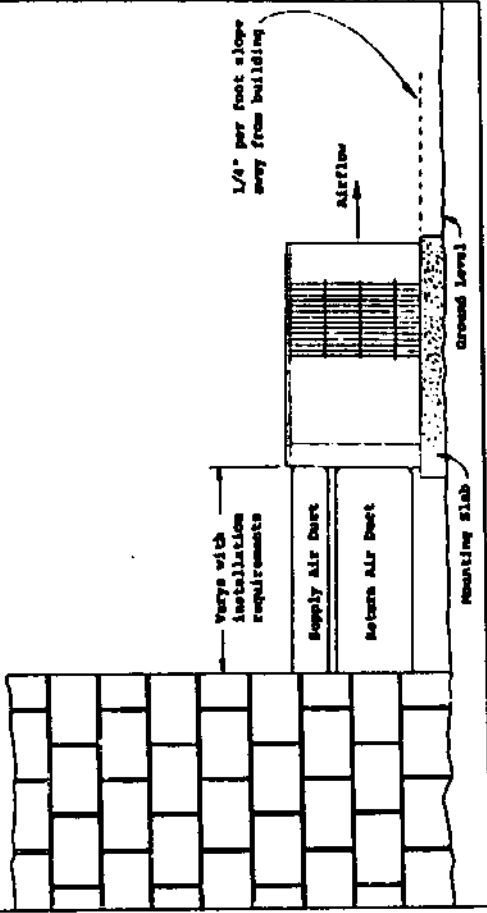 1/4" per foot slope
away from building
Airflow
Varys with
installation
requirements
Supply Air Duct
Return Air Duct
Mounting Slab
Ground Level